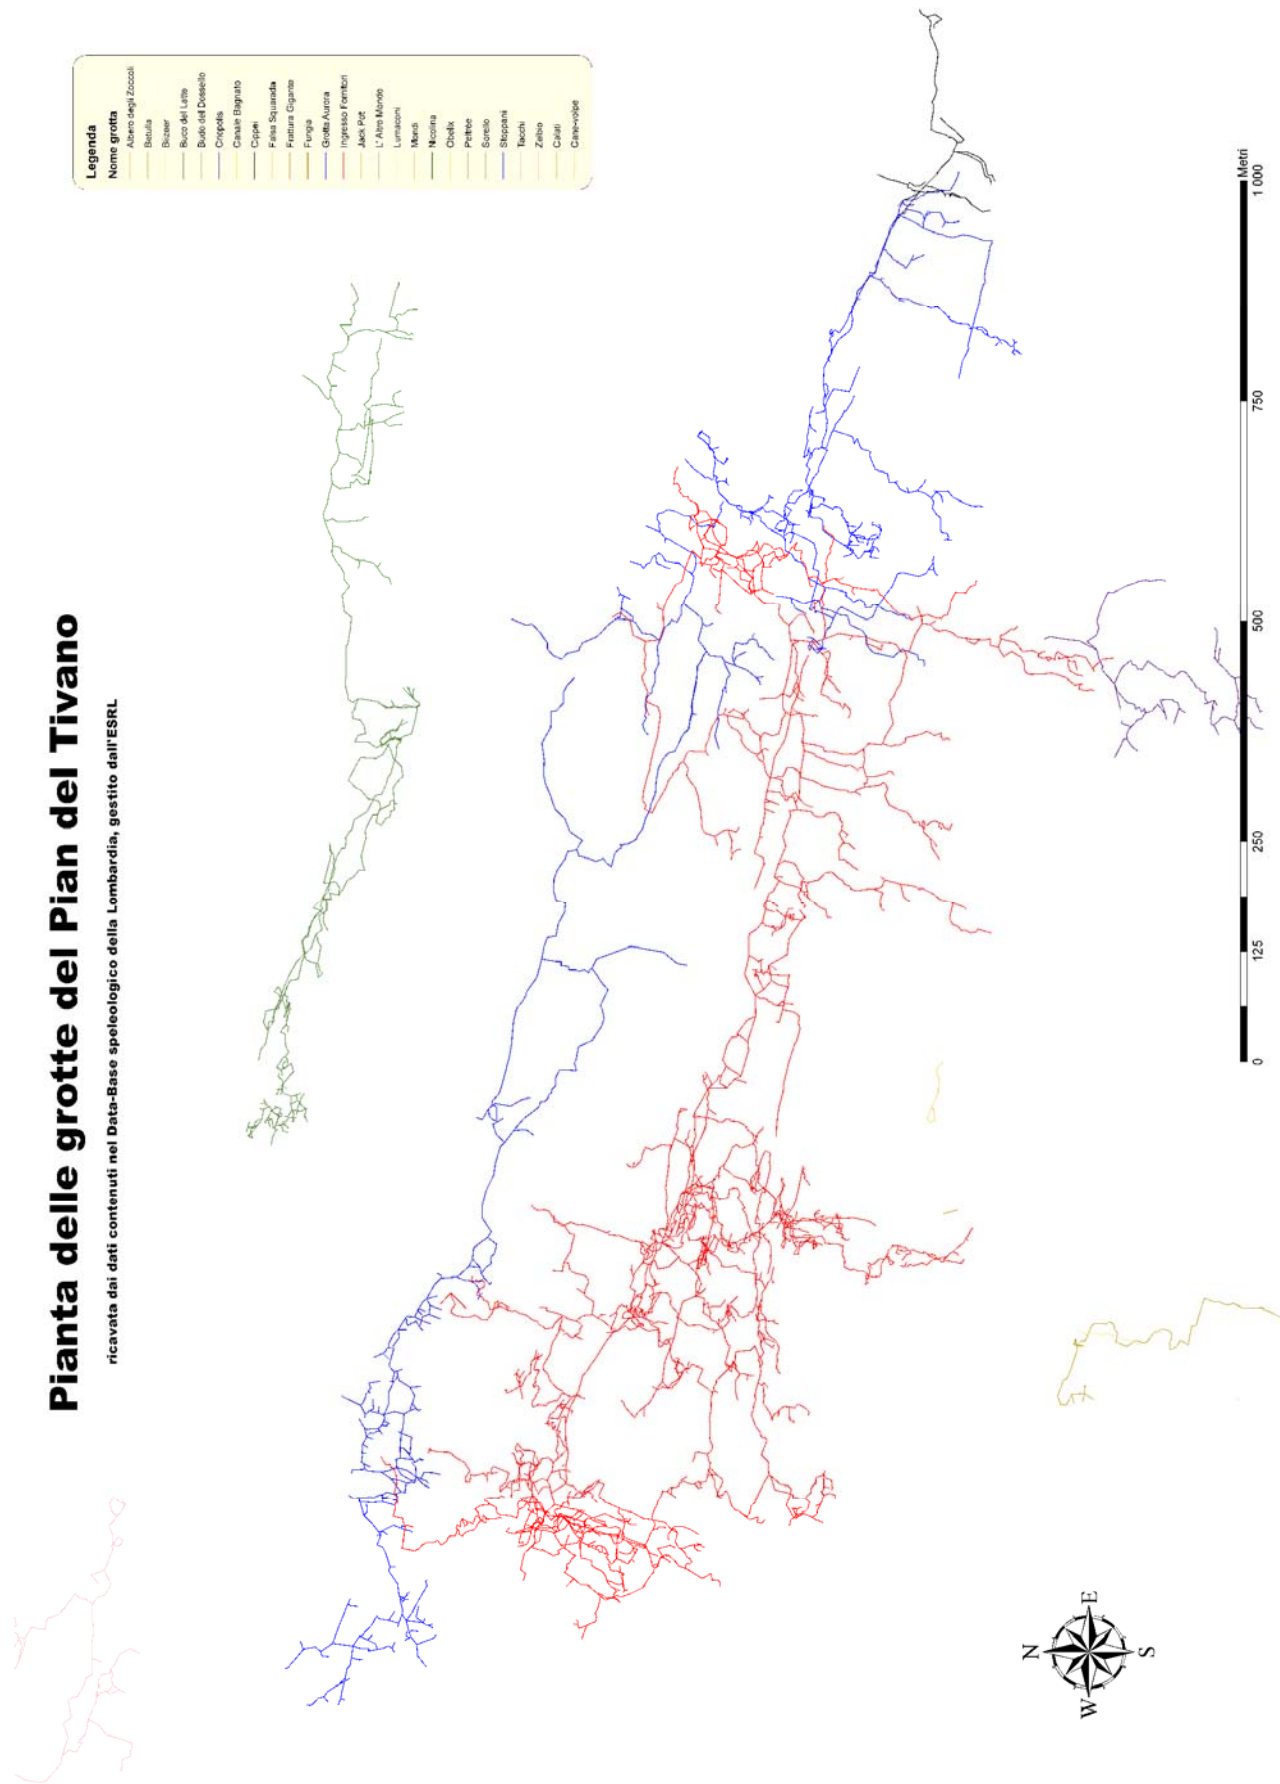 Pianta delle grotte del Pian del Tivano
ricavata dai dati contenuti nel Data-Base speleologico della Lombardia, gestito dall'ESRL
Legenda
Nome grotta
Albero degli Zoccoli
Betulla
Bizeer
Buco del Latte
Budo del Dossello
Criopolis
Canale Bagnato
Cippei
Falsa Squarada
Frattura Gigante
Fungia
Grotta Aurora
Ingresso Fornitori
Jack Pot
L' Altro Mondo
Lumaconi
Mandi
Nicolina
Obelix
Peltrèe
Sorello
Stoppani
Tacchi
Zelbio
Calati
Cane-volpe
N
W E
S
0 125 250 500 750 1 000
Metri